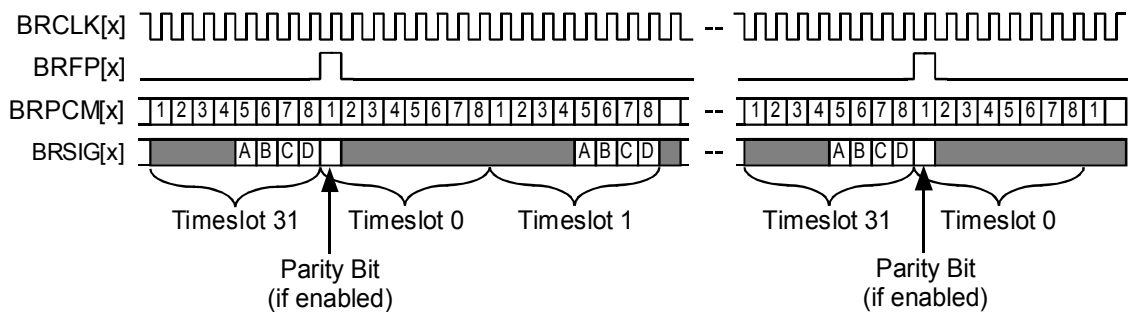 BRCLK[x] --
BRFP[x]
BRPCM[x] 1 2 3 4 5 6 7 8 1 2 3 4 5 6 7 8 1 2 3 4 5 6 7 8 -- 1 2 3 4 5 6 7 8 1 2 3 4 5 6 7 8 1
BRSIG[x] A B C D A B C D -- A B C D
Timeslot 31 Timeslot 0 Timeslot 1 Timeslot 31 Timeslot 0
Parity Bit Parity Bit
(if enabled) (if enabled)